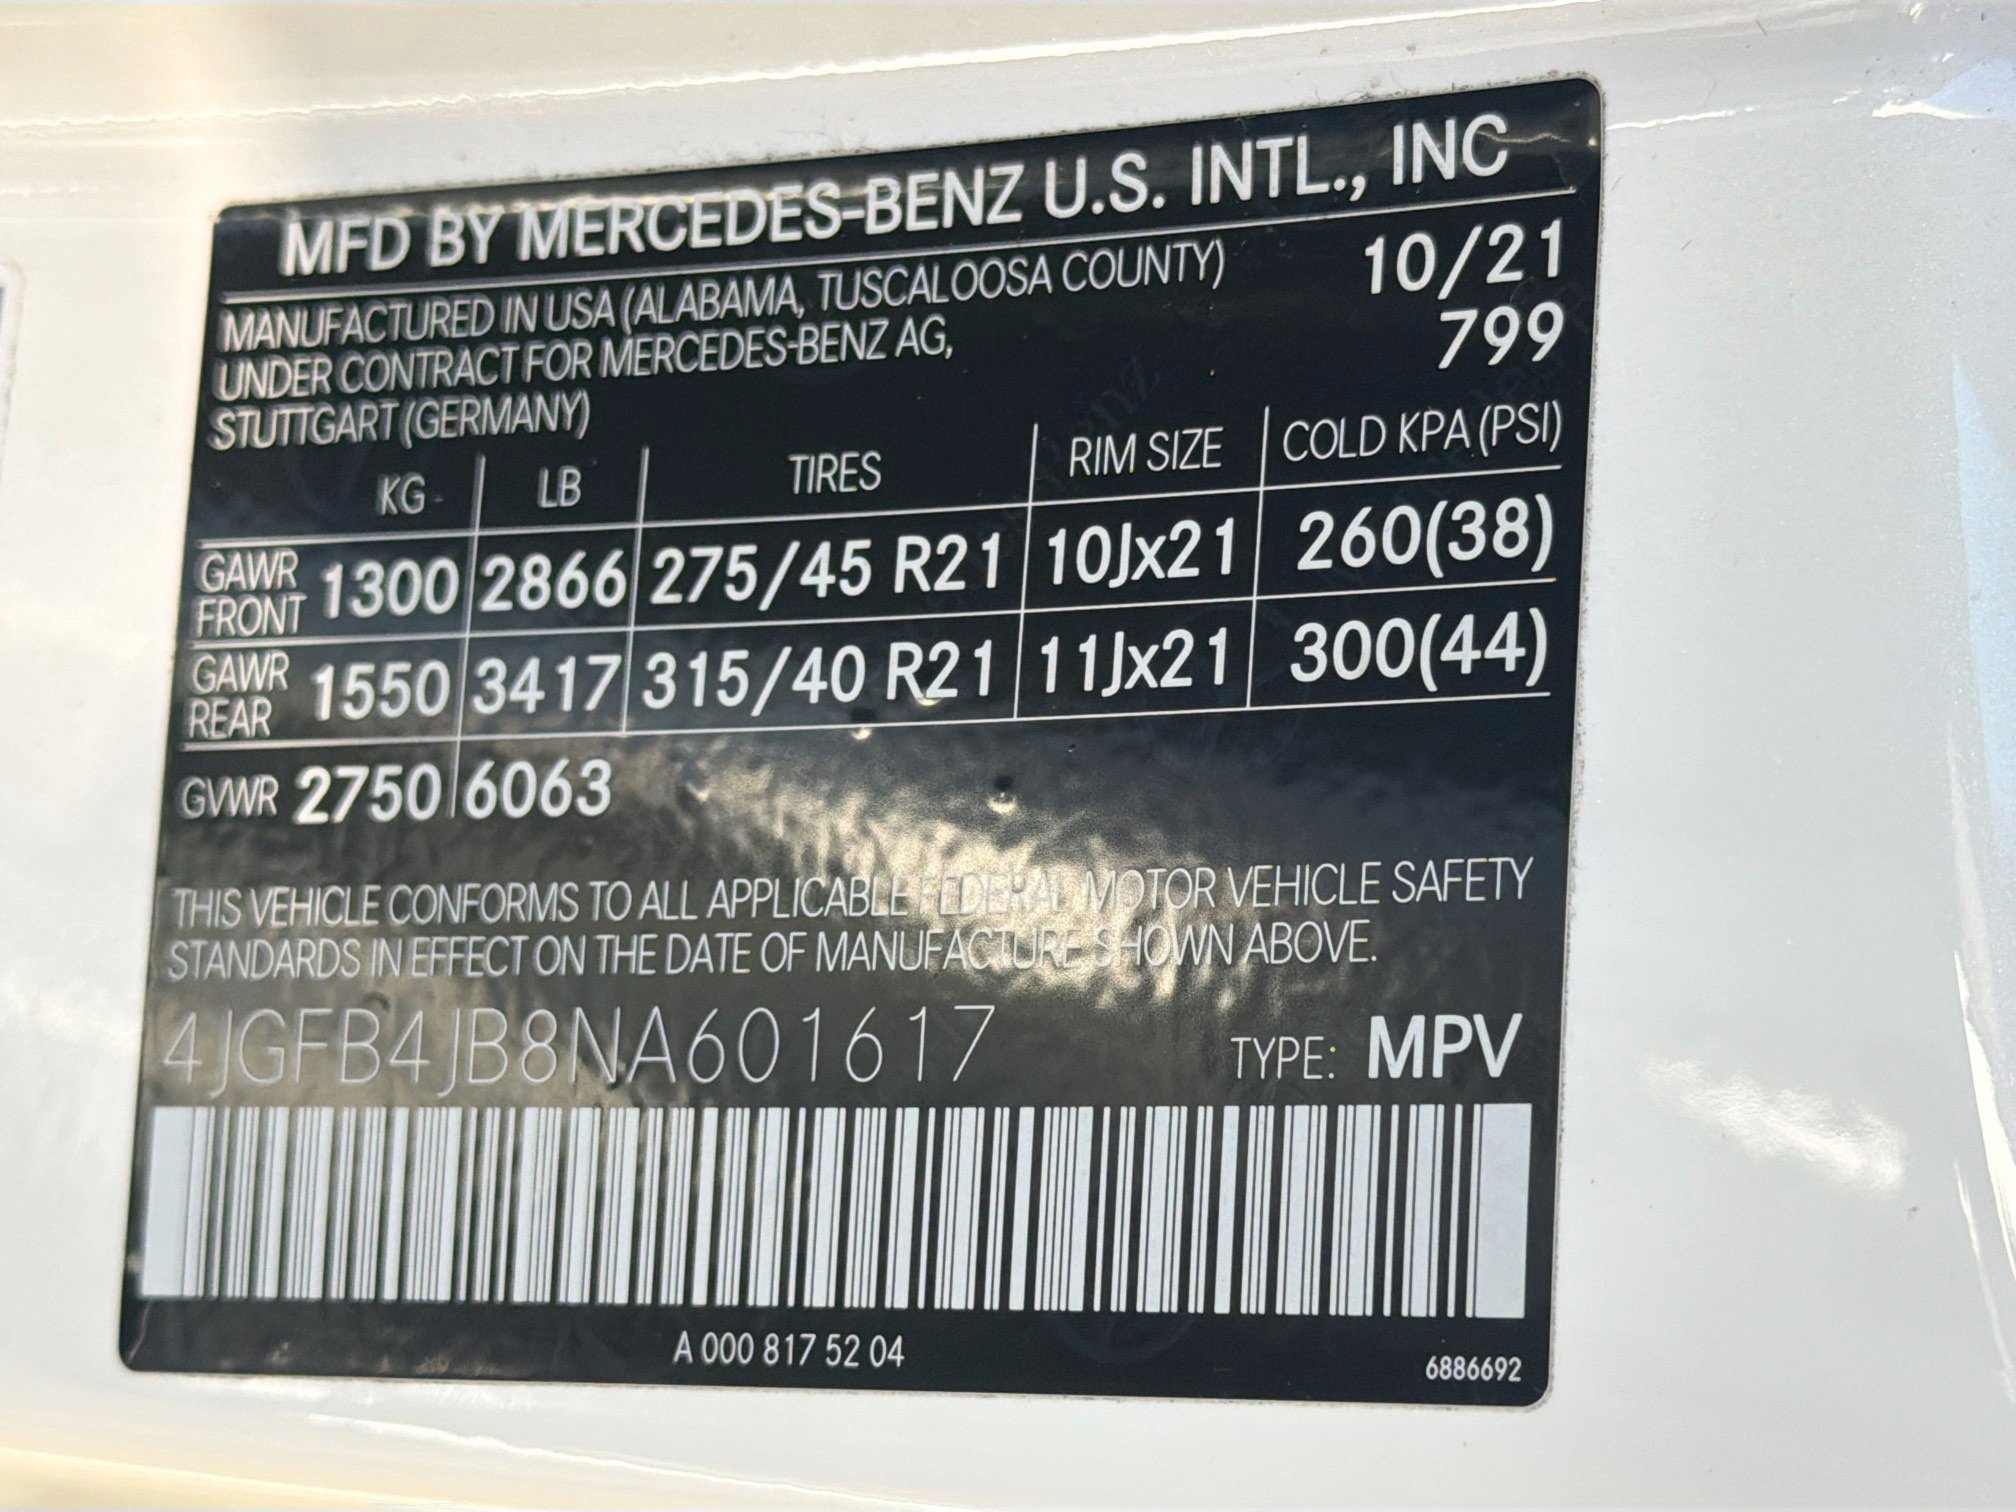 MFD BY MERCEDES-BENZ U.S. INTL., INC
MANUFACTURED IN USA (ALABAMA, TUSCALOOSA COUNTY) 10/21
UNDER CONTRACT FOR MERCEDES-BENZ AG, 799
STUTTGART (GERMANY)
KG LB TIRES RIM SIZE COLD KPA (PSI)
GAWR FRONT 1300 2866 275/45 R21 10Jx21 260(38)
GAWR REAR 1550 3417 315/40 R21 11Jx21 300(44)
GVWR 2750 6063
THIS VEHICLE CONFORMS TO ALL APPLICABLE FEDERAL MOTOR VEHICLE SAFETY
STANDARDS IN EFFECT ON THE DATE OF MANUFACTURE SHOWN ABOVE.
4JGFB4JB8NA601617 TYPE: MPV
A 000 817 52 04
6886692